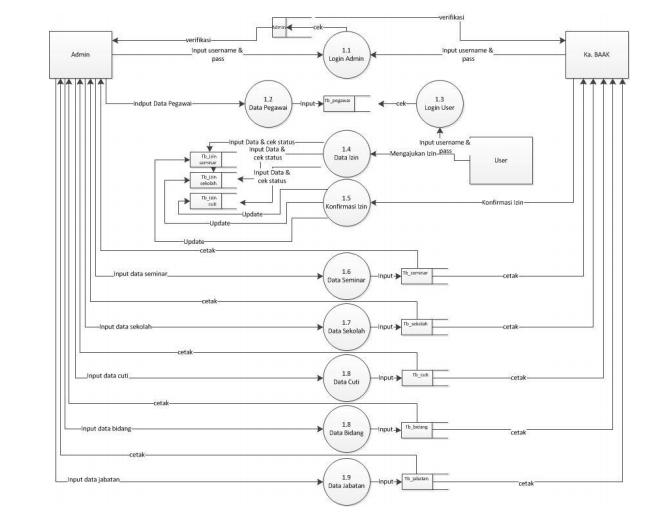 verifikasi
verifikasi
cek
Admin
Input username &
pass
1.1
Login Admin
Input username &
pass
Ka. BAAK
Indput Data Pegawai
1.2
Data Pegawai
Input
Tb_pegawai
cek
1.3
Login User
Input username &
pass
Input Data & cek status
Input Data &
cek status
Input Data &
cek status
Tb_izin
seminar
Tb_izin
sekolah
Tb_izin
cuti
1.4
Data Izin
Mengajukan Izin
User
1.5
Konfirmasi Izin
Konfirmasi Izin
Update
Update
Update
cetak
Input data seminar
1.6
Data Seminar
Input
Tb_seminar
cetak
cetak
Input data sekolah
1.7
Data Sekolah
Input
Tb_sekolah
cetak
cetak
Input data cuti
1.8
Data Cuti
Input
Tb_cuti
cetak
cetak
Input data bidang
1.8
Data Bidang
Input
Tb_bidang
cetak
cetak
Input data jabatan
1.9
Data Jabatan
Input
Tb_jabatan
cetak